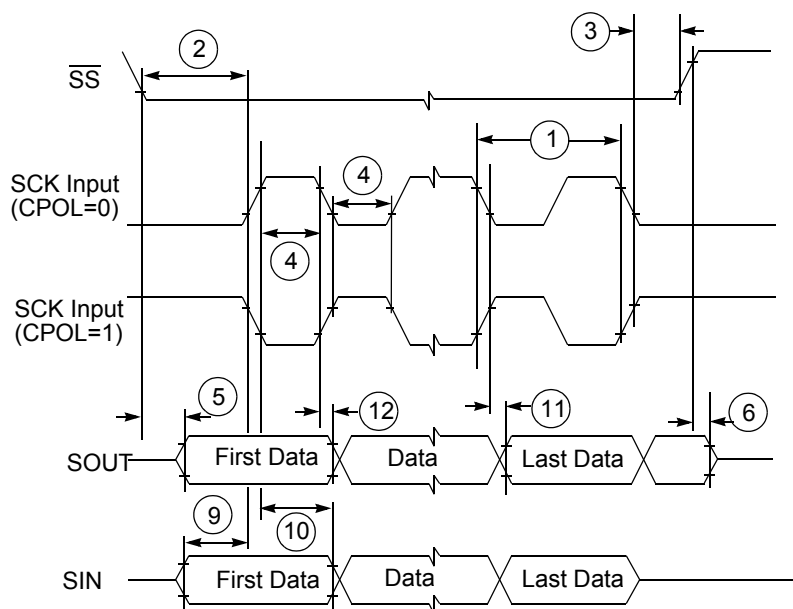 2
3
SS
1
SCK Input
(CPOL=0)
4
4
SCK Input
(CPOL=1)
5
12
11
6
SOUT
First Data
Data
Last Data
9
10
SIN
First Data
Data
Last Data